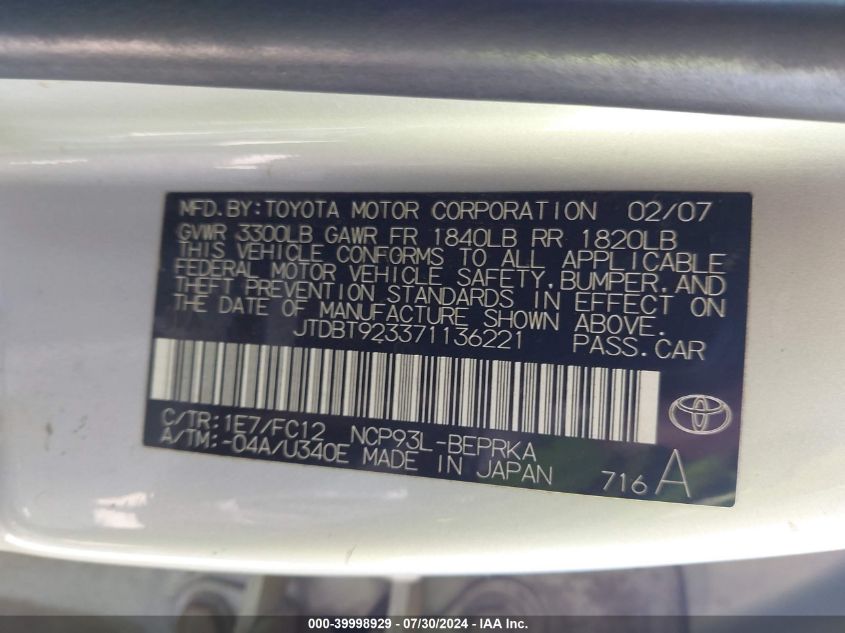 MFD.BY:TOYOTA MOTOR CORPORATION 02/07
GVWR 3300LB GAWR FR 1840LB RR 1820LB
THIS VEHICLE CONFORMS TO ALL APPLICABLE
FEDERAL MOTOR VEHICLE SAFETY,BUMPER,AND
THEFT PREVENTION STANDARDS IN EFFECT ON
THE DATE OF MANUFACTURE SHOWN ABOVE.
JTDBT923371136221 PASS.CAR
C/TR:1E7/FC12 NCP93L-BEPRKA
A/TM:-04A/U340E MADE IN JAPAN 716A
000-39998929 / 07/30/2024 - IAA Inc.